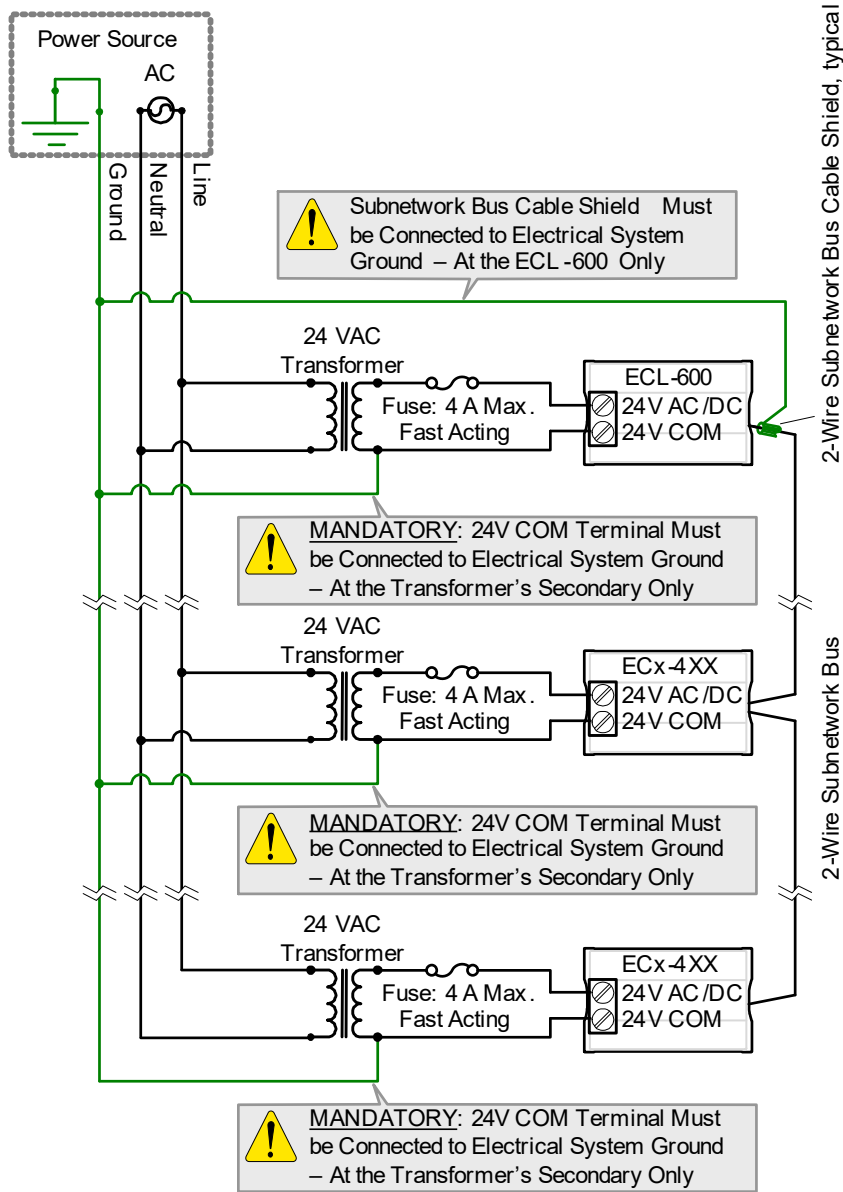 Power Source
AC
Ground
Neutral
Line
Subnetwork Bus Cable Shield Must
be Connected to Electrical System
Ground – At the ECL-600 Only
2-Wire Subnetwork Bus Cable Shield, typical
24 VAC
Transformer
Fuse: 4 A Max.
Fast Acting
ECL-600
24V AC/DC
24V COM
MANDATORY: 24V COM Terminal Must
be Connected to Electrical System Ground
– At the Transformer's Secondary Only
24 VAC
Transformer
Fuse: 4 A Max.
Fast Acting
ECx-4XX
24V AC/DC
24V COM
2-Wire Subnetwork Bus
MANDATORY: 24V COM Terminal Must
be Connected to Electrical System Ground
– At the Transformer's Secondary Only
24 VAC
Transformer
Fuse: 4 A Max.
Fast Acting
ECx-4XX
24V AC/DC
24V COM
MANDATORY: 24V COM Terminal Must
be Connected to Electrical System Ground
– At the Transformer's Secondary Only